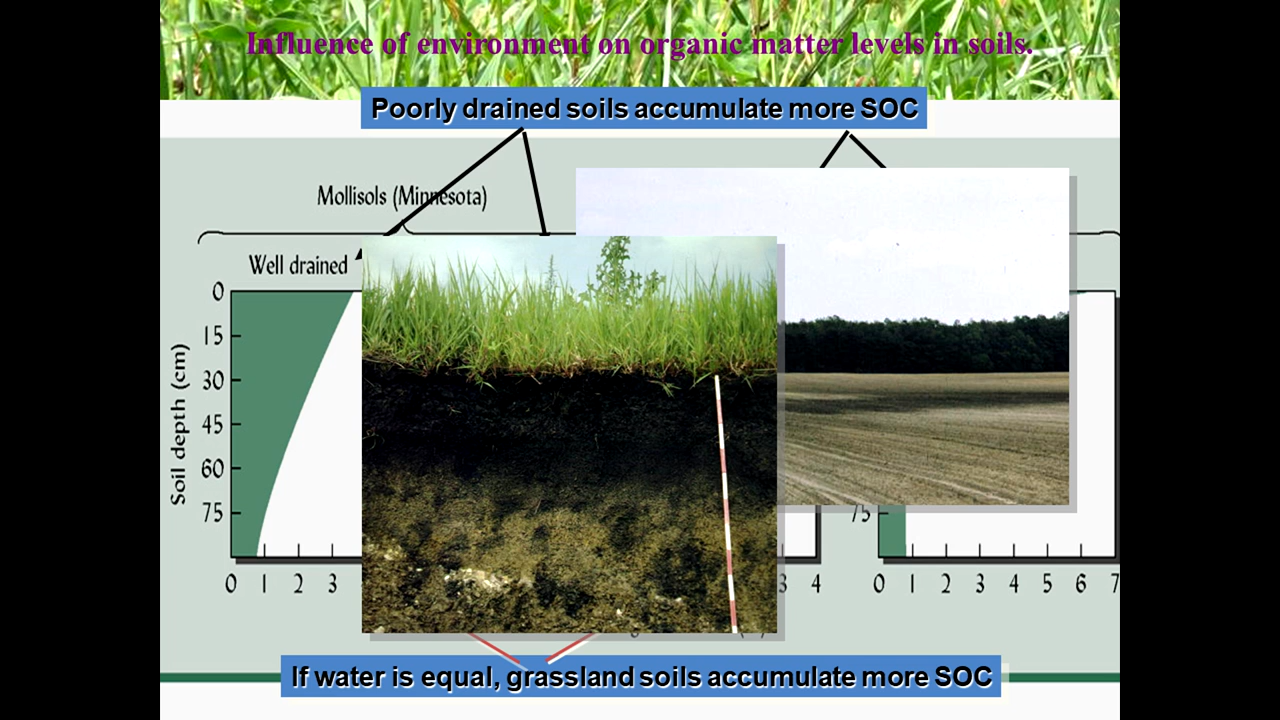 Influence of environment on organic matter levels in soils.
Poorly drained soils accumulate more SOC
Mollisols (Minnesota)
Well drained
Soil depth (cm)
0
15
30
45
60
75
0 1 2 3
75
3 4
0 1 2 3 4 5 6 7
If water is equal, grassland soils accumulate more SOC